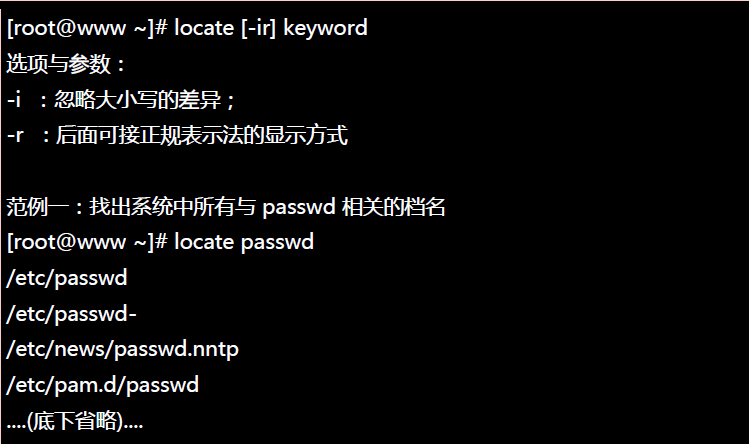 [root@www ~]# locate [-ir] keyword
选项与参数：
-i ：忽略大小写的差异；
-r ：后面可接正规表示法的显示方式
范例一：找出系统中所有与 passwd 相关的档名
[root@www ~]# locate passwd
/etc/passwd
/etc/passwd-
/etc/news/passwd.nntp
/etc/pam.d/passwd
....(底下省略)....